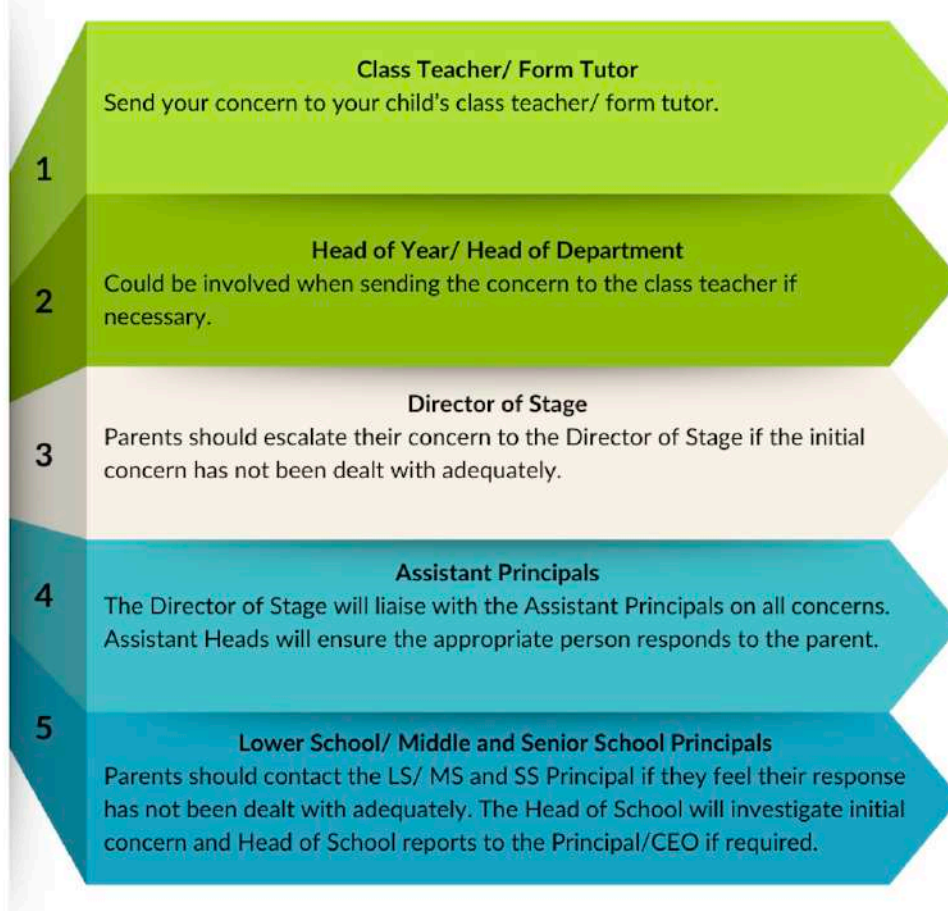 1
Class Teacher/ Form Tutor
Send your concern to your child's class teacher/ form tutor.
2
Head of Year/ Head of Department
Could be involved when sending the concern to the class teacher if
necessary.
3
Director of Stage
Parents should escalate their concern to the Director of Stage if the initial
concern has not been dealt with adequately.
4
Assistant Principals
The Director of Stage will liaise with the Assistant Principals on all concerns.
Assistant Heads will ensure the appropriate person responds to the parent.
5
Lower School/ Middle and Senior School Principals
Parents should contact the LS/ MS and SS Principal if they feel their response
has not been dealt with adequately. The Head of School will investigate initial
concern and Head of School reports to the Principal/CEO if required.